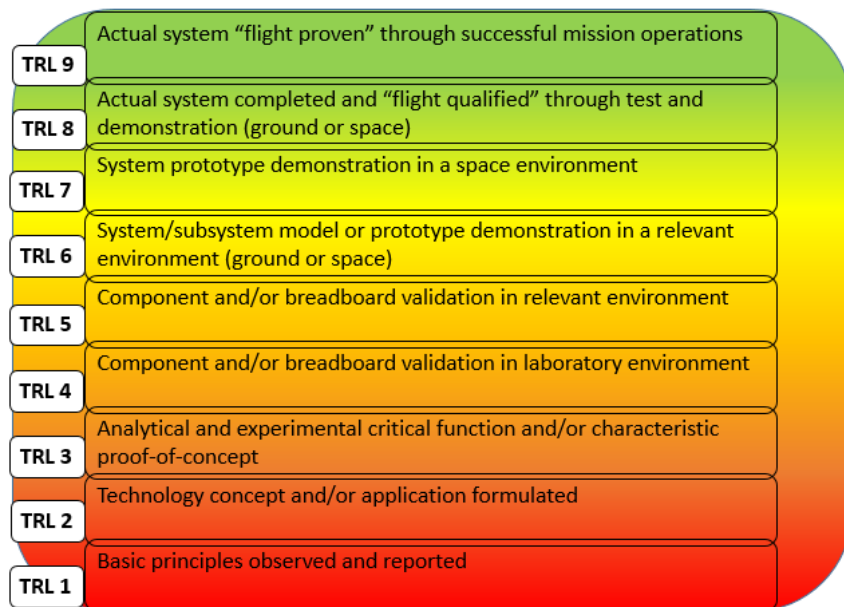 Actual system “flight proven” through successful mission operations
TRL 9
Actual system completed and “flight qualified” through test and
demonstration (ground or space)
TRL 8
System prototype demonstration in a space environment
TRL 7
System/subsystem model or prototype demonstration in a relevant
environment (ground or space)
TRL 6
Component and/or breadboard validation in relevant environment
TRL 5
Component and/or breadboard validation in laboratory environment
TRL 4
Analytical and experimental critical function and/or characteristic
proof-of-concept
TRL 3
Technology concept and/or application formulated
TRL 2
Basic principles observed and reported
TRL 1